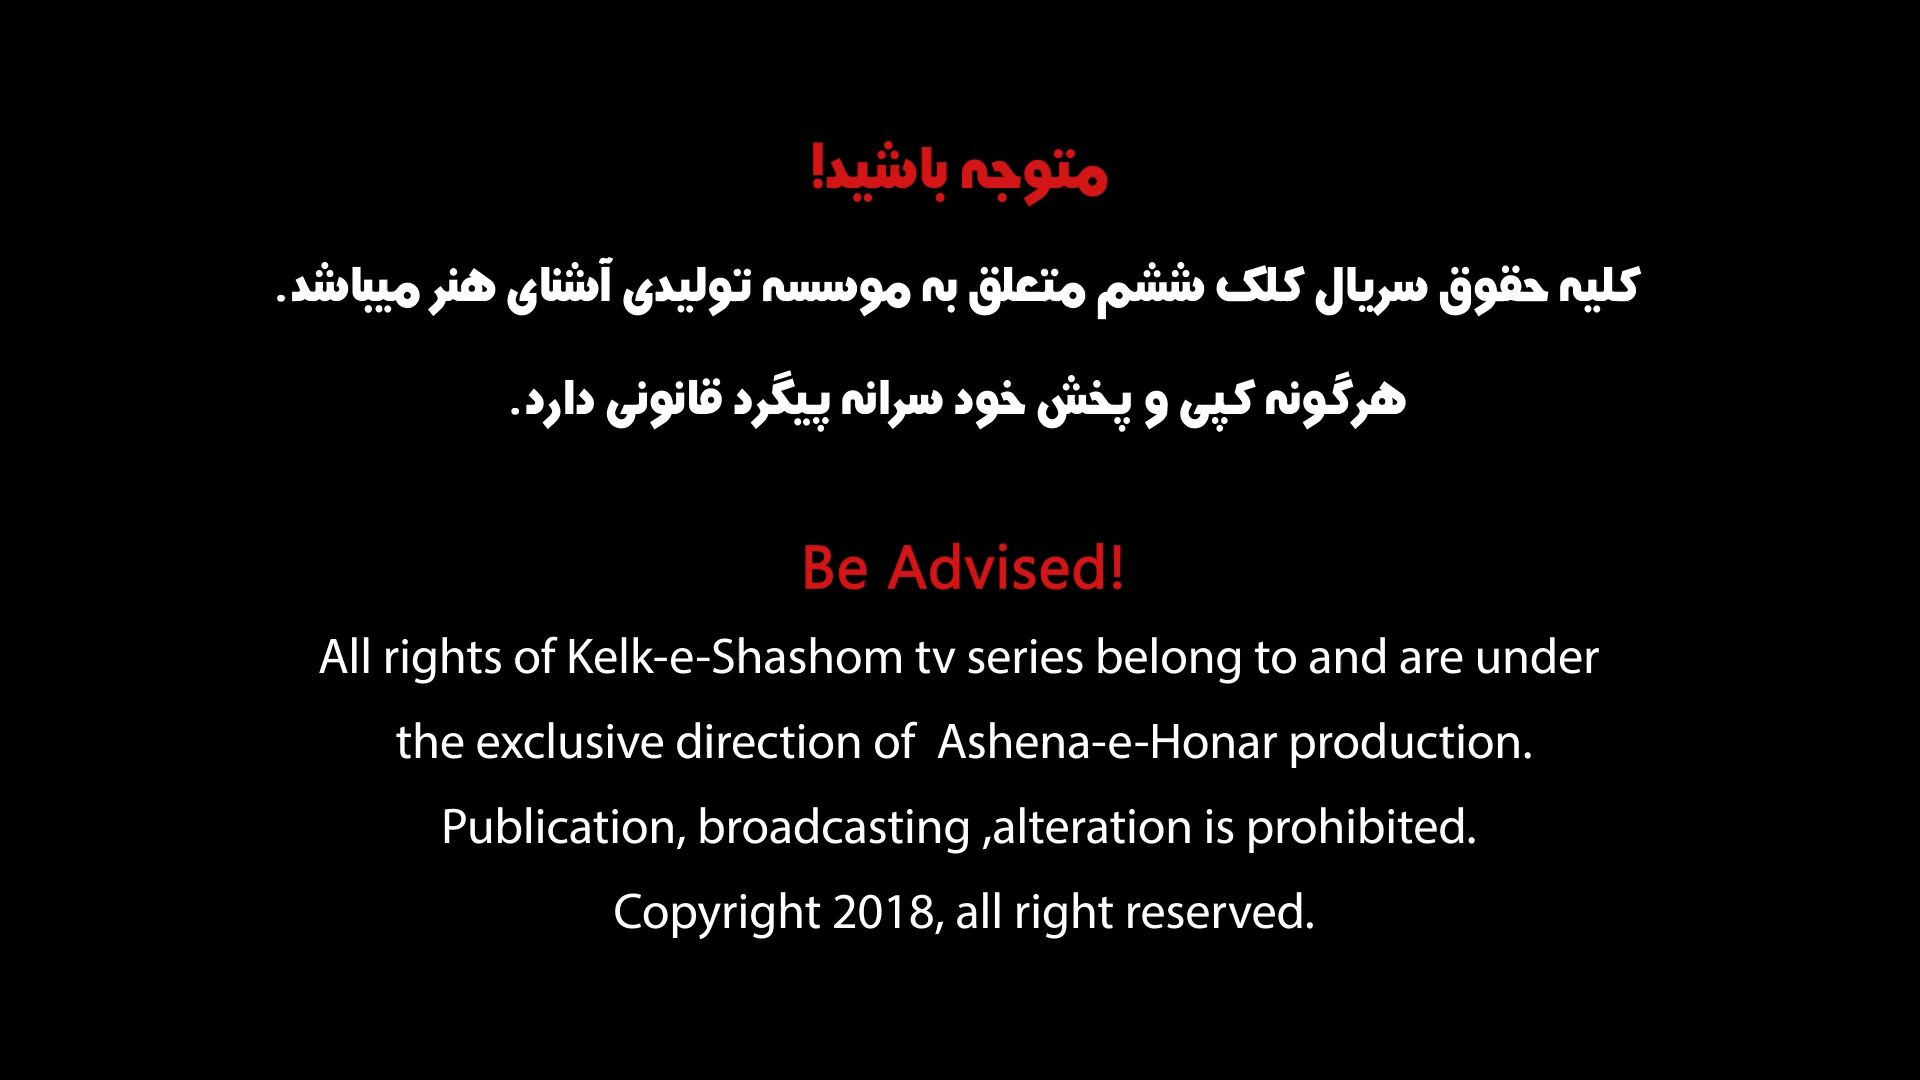 متوجه باشید!
کلیه حقوق سریال کلک ششم متعلق به موسسه تولیدی آشنای هنر میباشد.
هرگونه کپی و پخش خود سرانه پیگرد قانونی دارد.
Be Advised!
All rights of Kelk-e-Shashom tv series belong to and are under
the exclusive direction of  Ashena-e-Honar production.
Publication, broadcasting ,alteration is prohibited.
Copyright 2018, all right reserved.